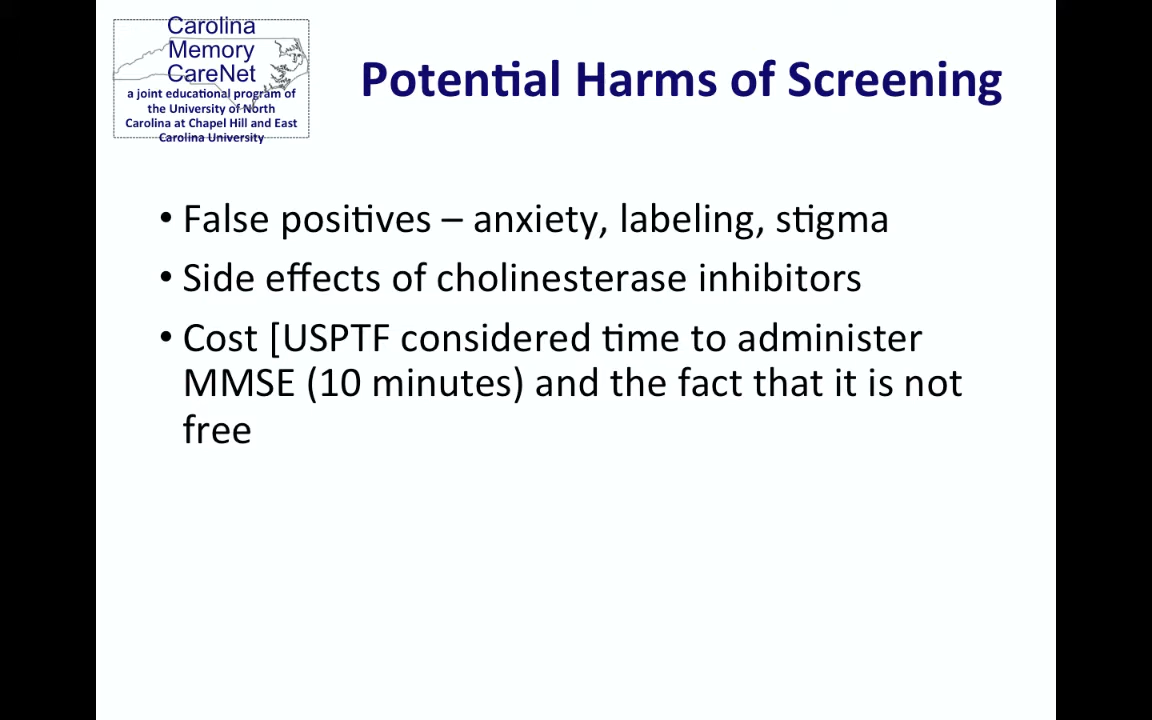 Carolina
Memory
CareNet
a joint educational program of
the University of North
Carolina at Chapel Hill and East
Carolina University
Potential Harms of Screening
• False positives – anxiety, labeling, stigma
• Side effects of cholinesterase inhibitors
• Cost [USPTF considered time to administer
MMSE (10 minutes) and the fact that it is not
free